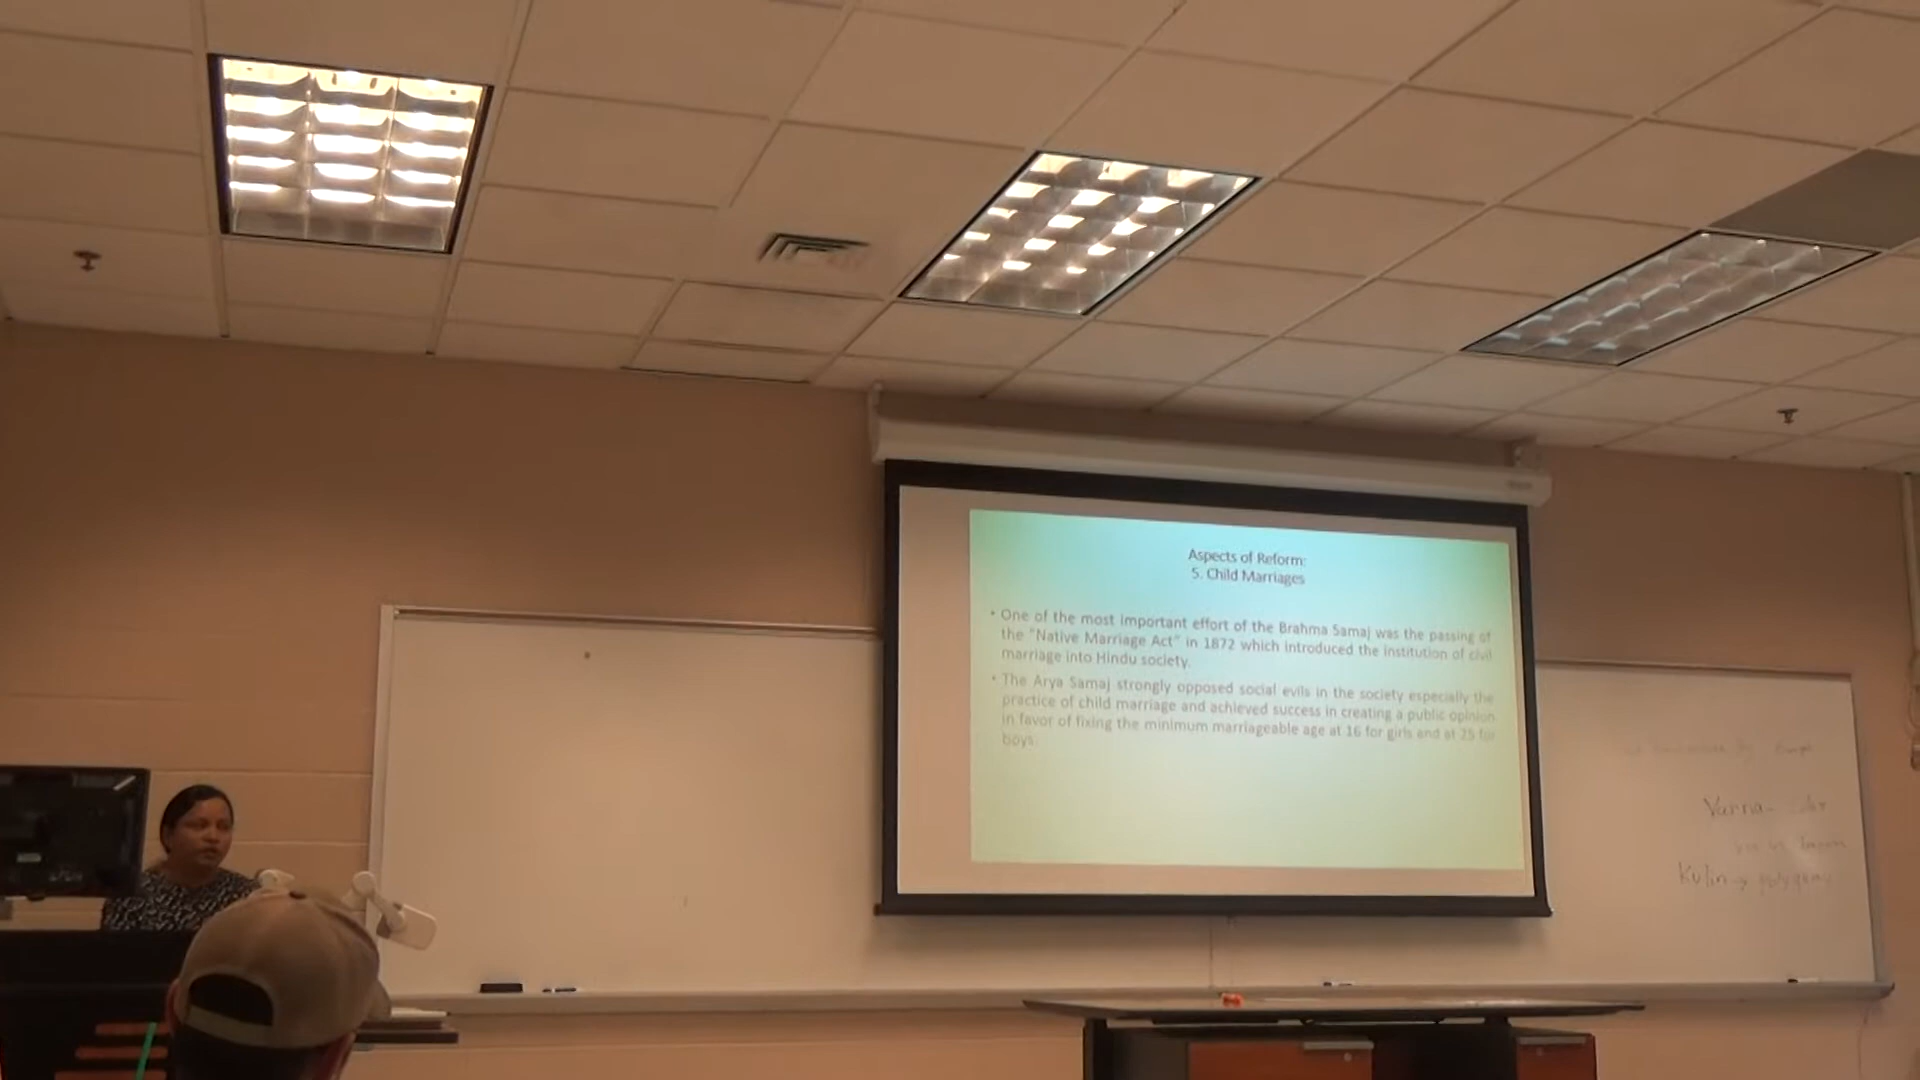 Aspects of Reform:
5. Child Marriages
• One of the most important effort of the Brahma Samaj was the passing of
the "Native Marriage Act" in 1872 which introduced the institution of civil
marriage into Hindu society.
• The Arya Samaj strongly opposed social evils in the society especially the
practice of child marriage and achieved success in creating a public opinion
in favor of fixing the minimum marriageable age at 16 for girls and at 25 for
boys.
Varna-
Kulin → polygamy